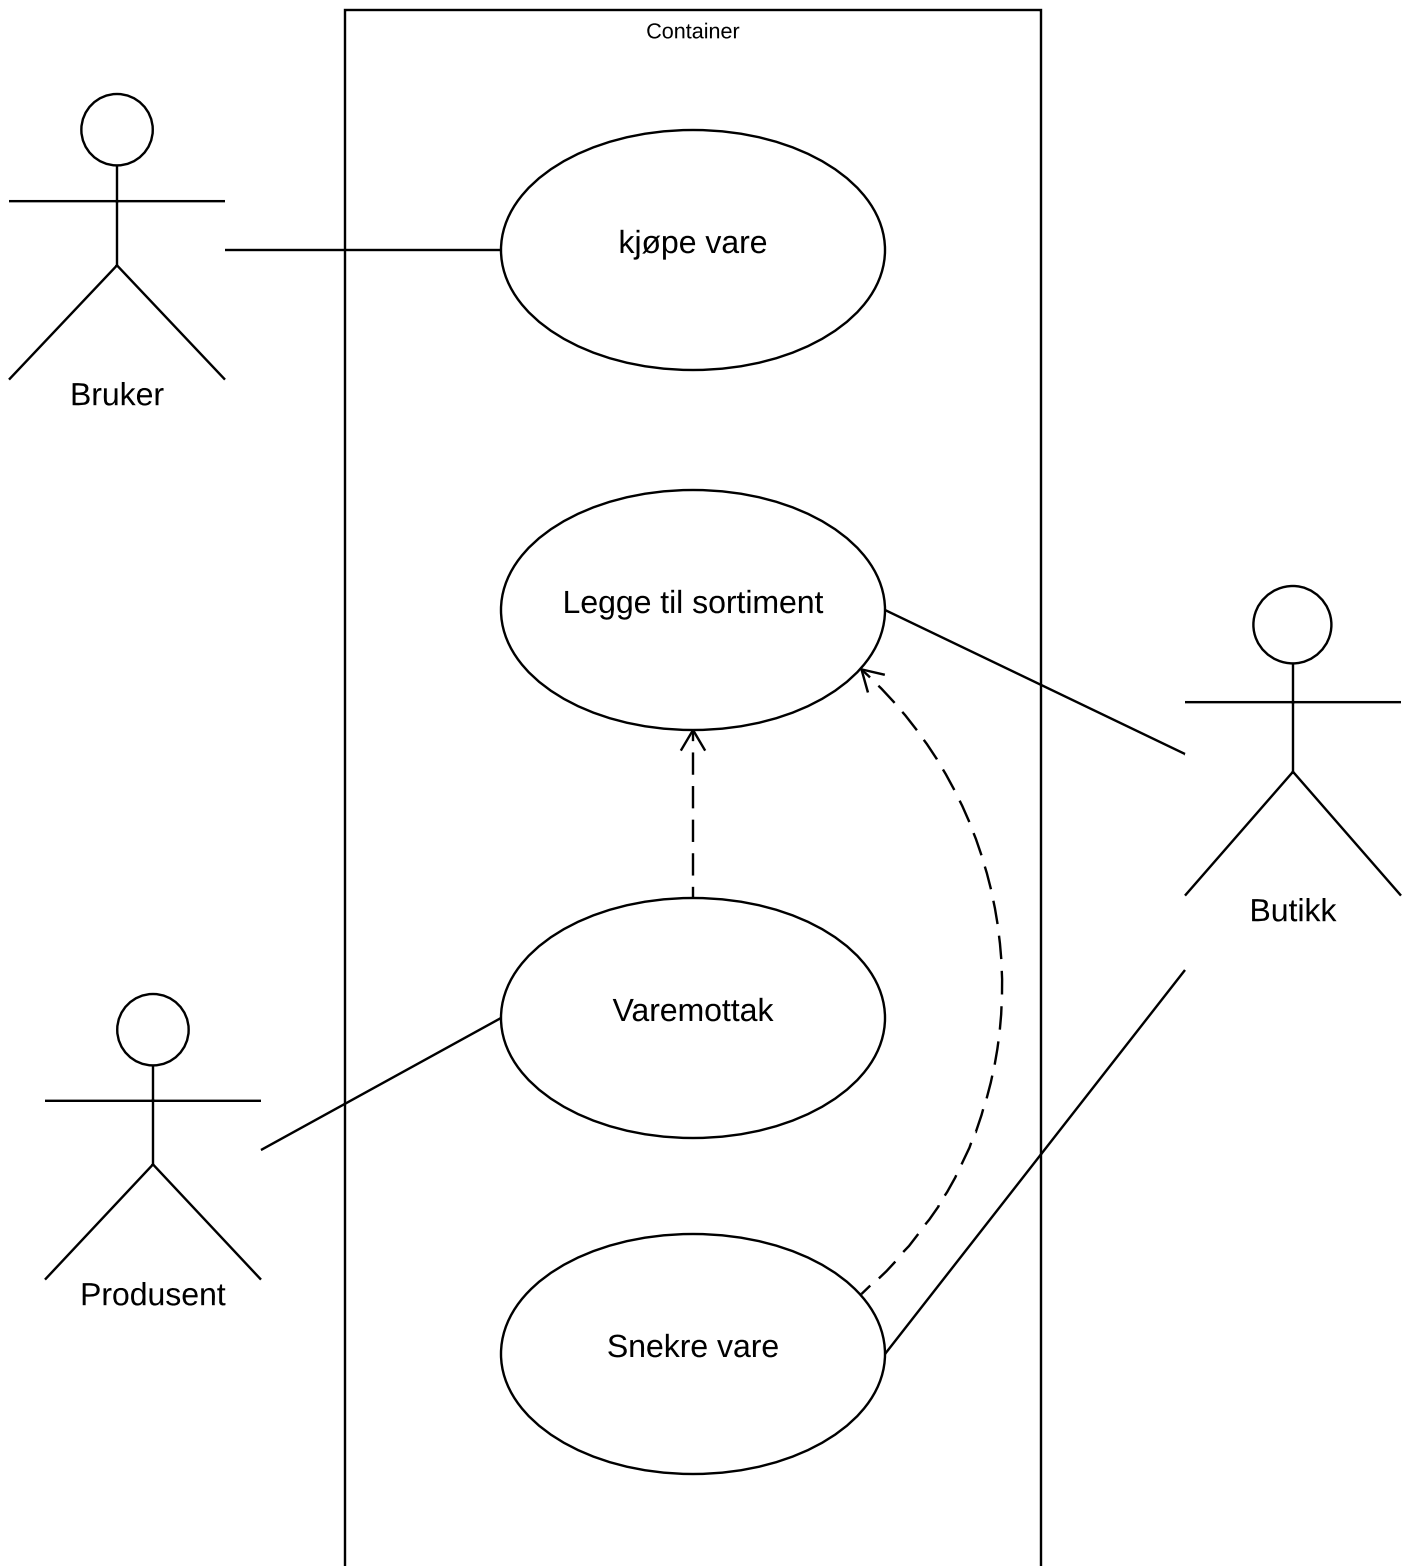 Container
kjøpe vare
Bruker
Legge til sortiment
Butikk
Varemottak
Produsent
Snekre vare